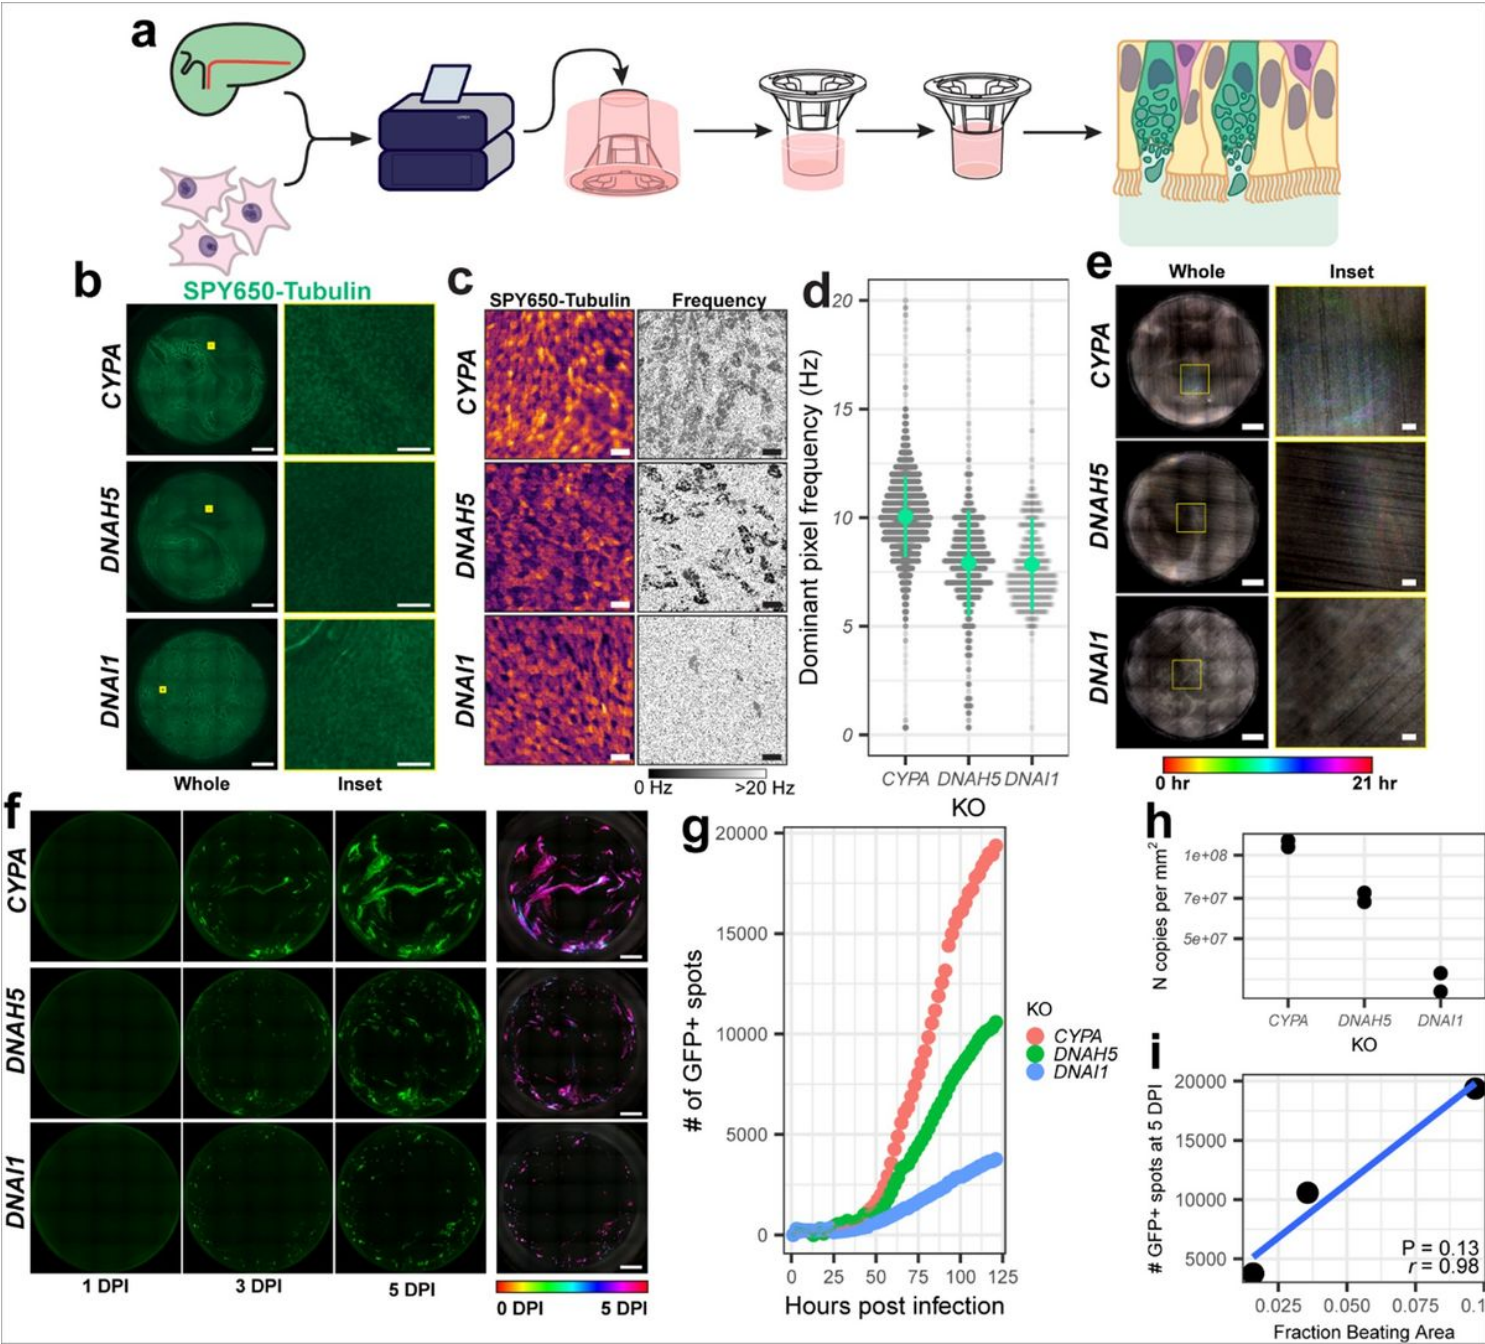 a
b
SPY650-Tubulin
CYPA
DNAH5
DNAI1
Whole
Inset
c
SPY650-Tubulin
Frequency
CYPA
DNAH5
DNAI1
0 Hz
>20 Hz
d
Dominant pixel frequency (Hz)
20
15
10
5
0
CYPA
DNAH5
DNAI1
KO
e
Whole
Inset
CYPA
DNAH5
DNAI1
0 hr
21 hr
f
CYPA
DNAH5
DNAI1
1 DPI
3 DPI
5 DPI
0 DPI
5 DPI
g
# of GFP+ spots
20000
15000
10000
5000
0
0
25
50
75
100
125
Hours post infection
KO
CYPA
DNAH5
DNAI1
h
N copies per mm²
1e+08
7e+07
5e+07
CYPA
DNAH5
DNAI1
KO
i
# GFP+ spots at 5 DPI
20000
15000
10000
5000
P = 0.13
r = 0.98
0.025
0.050
0.075
0.1
Fraction Beating Area